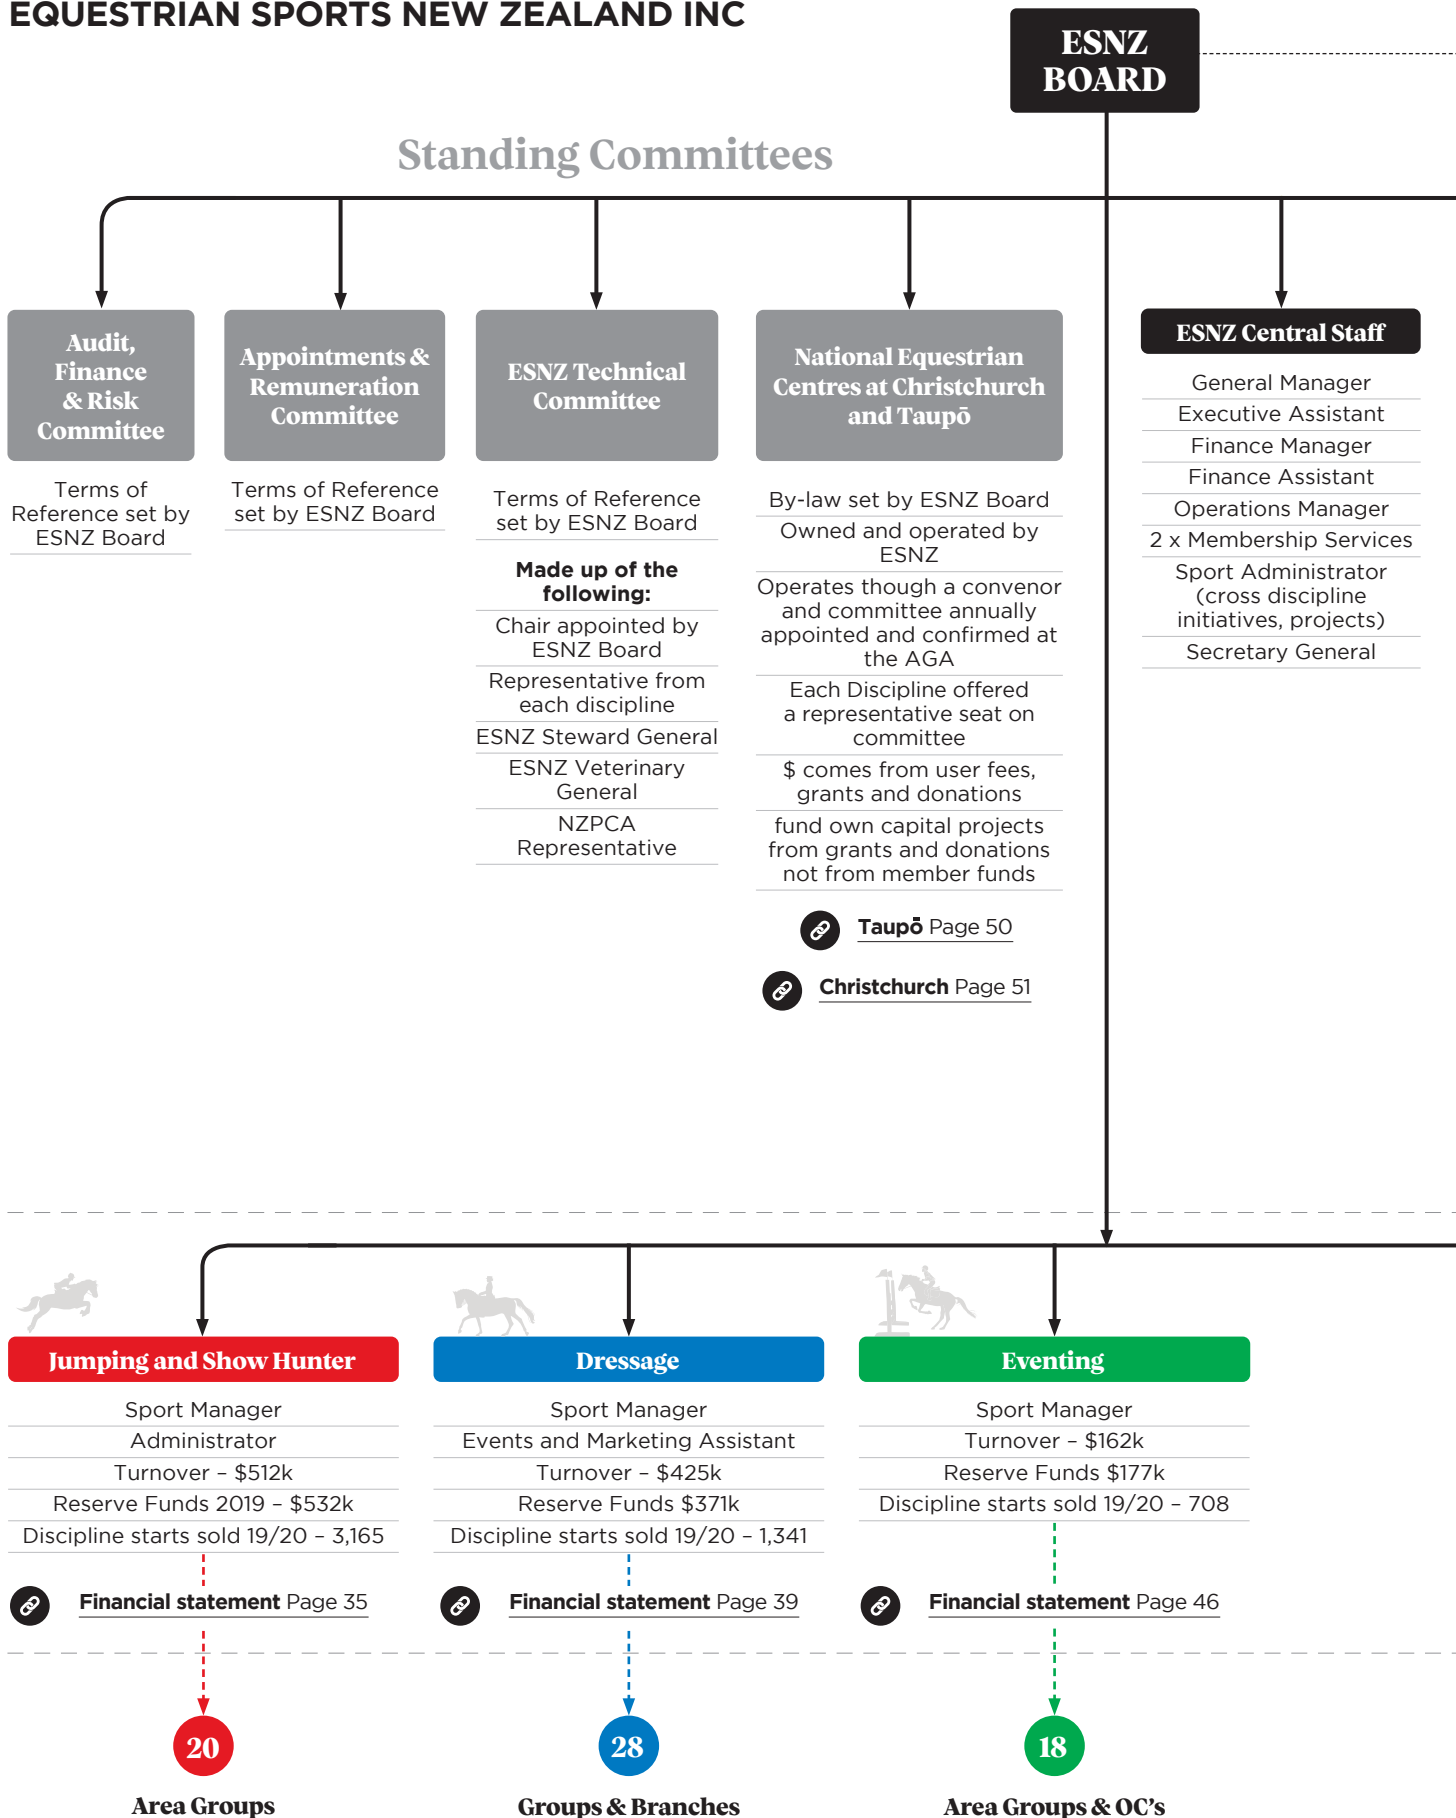 EQUESTRIAN SPORTS NEW ZEALAND INC
ESNZ
BOARD
Standing Committees
Audit,
Finance
& Risk
Committee
Terms of
Reference set by
ESNZ Board
Appointments &
Remuneration
Committee
Terms of Reference
set by ESNZ Board
ESNZ Technical
Committee
Terms of Reference
set by ESNZ Board
Made up of the
following:
Chair appointed by
ESNZ Board
Representative from
each discipline
ESNZ Steward General
ESNZ Veterinary
General
NZPCA
Representative
National Equestrian
Centres at Christchurch
and Taupō
By-law set by ESNZ Board
Owned and operated by
ESNZ
Operates though a convenor
and committee annually
appointed and confirmed at
the AGA
Each Discipline offered
a representative seat on
committee
$ comes from user fees,
grants and donations
fund own capital projects
from grants and donations
not from member funds
Taupō Page 50
Christchurch Page 51
ESNZ Central Staff
General Manager
Executive Assistant
Finance Manager
Finance Assistant
Operations Manager
2 x Membership Services
Sport Administrator
(cross discipline
initiatives, projects)
Secretary General
Jumping and Show Hunter
Sport Manager
Administrator
Turnover – $512k
Reserve Funds 2019 – $532k
Discipline starts sold 19/20 – 3,165
Financial statement Page 35
20
Area Groups
Dressage
Sport Manager
Events and Marketing Assistant
Turnover – $425k
Reserve Funds $371k
Discipline starts sold 19/20 – 1,341
Financial statement Page 39
28
Groups & Branches
Eventing
Sport Manager
Turnover – $162k
Reserve Funds $177k
Discipline starts sold 19/20 – 708
Financial statement Page 46
18
Area Groups & OC's